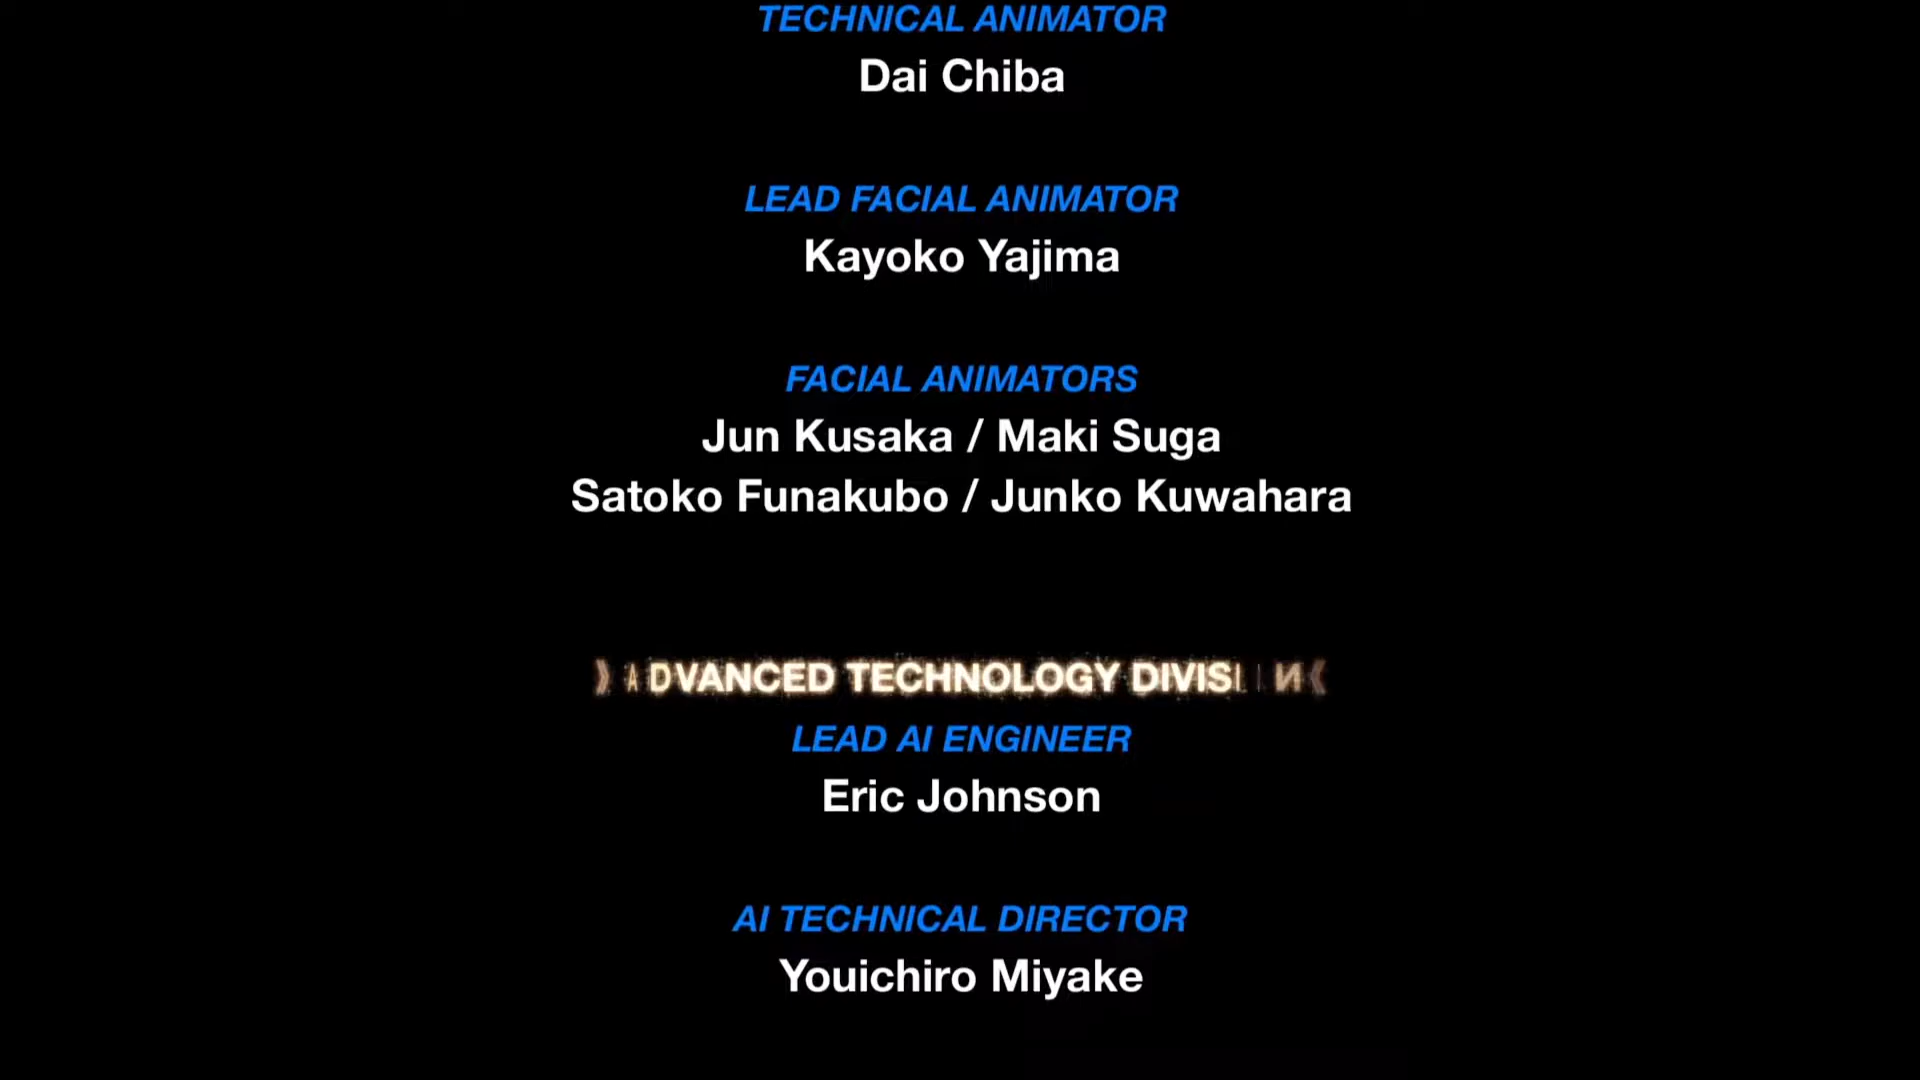 TECHNICAL ANIMATOR
Dai Chiba
LEAD FACIAL ANIMATOR
Kayoko Yajima
FACIAL ANIMATORS
Jun Kusaka / Maki Suga
Satoko Funakubo / Junko Kuwahara
ADVANCED TECHNOLOGY
LEAD AI ENGINEER
Eric Johnson
AI TECHNICAL DIRECTOR
Youichiro Miyake